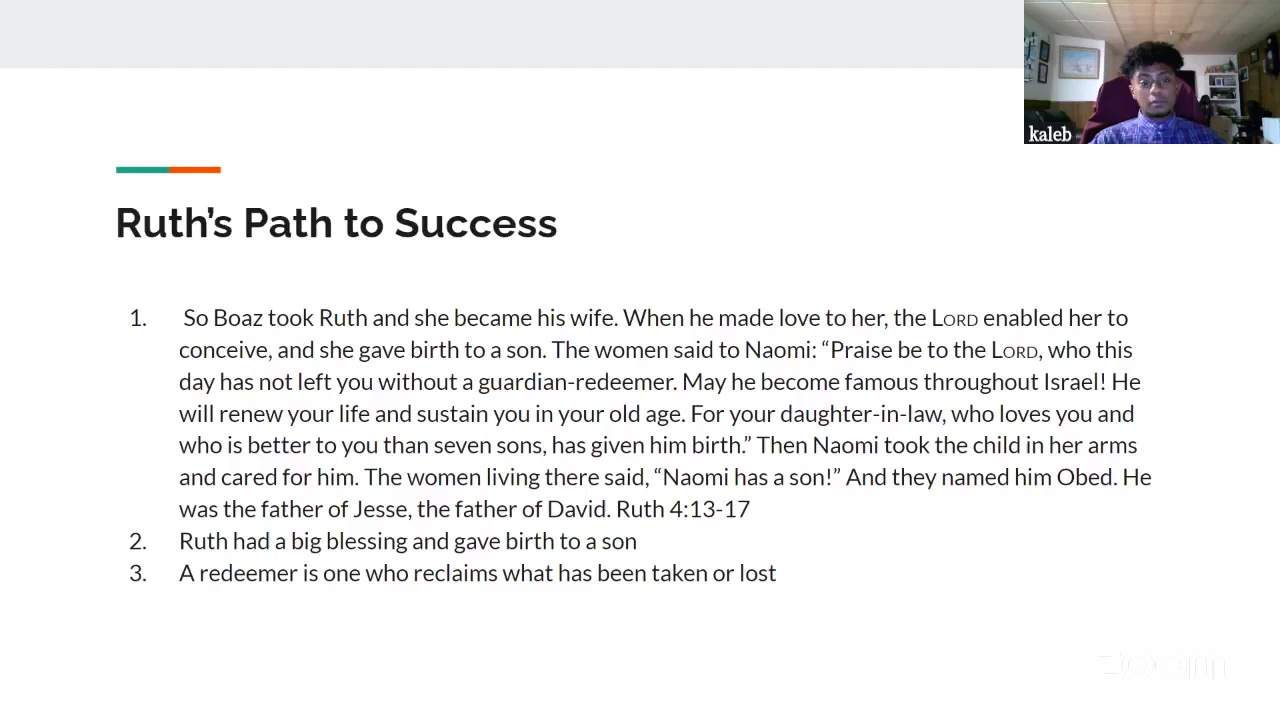 kaleb
Ruth’s Path to Success
1. So Boaz took Ruth and she became his wife. When he made love to her, the LORD enabled her to
conceive, and she gave birth to a son. The women said to Naomi: “Praise be to the LORD, who this
day has not left you without a guardian-redeemer. May he become famous throughout Israel! He
will renew your life and sustain you in your old age. For your daughter-in-law, who loves you and
who is better to you than seven sons, has given him birth.” Then Naomi took the child in her arms
and cared for him. The women living there said, “Naomi has a son!” And they named him Obed. He
was the father of Jesse, the father of David. Ruth 4:13-17
2. Ruth had a big blessing and gave birth to a son
3. A redeemer is one who reclaims what has been taken or lost
zoom